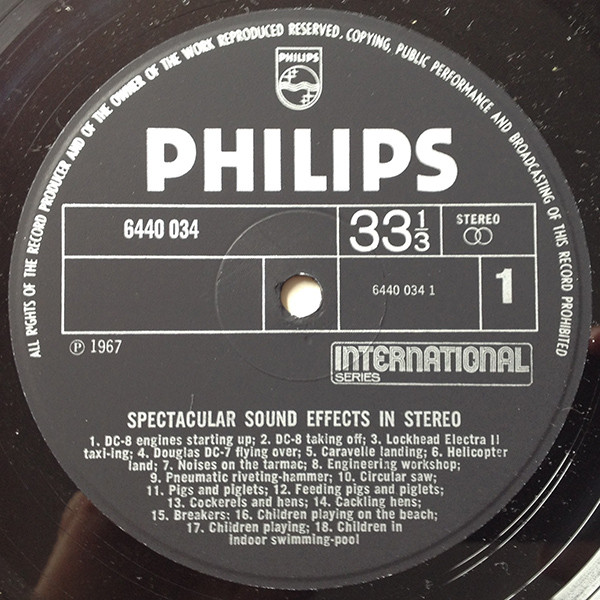 ALL RIGHTS OF THE RECORD PRODUCER AND OF THE OWNER OF THE WORK REPRODUCED RESERVED, COPYING, PUBLIC PERFORMANCE AND BROADCASTING OF THIS RECORD PROHIBITED
PHILIPS
PHILIPS
6440 034
33 1/3
STEREO
6440 034 1
1
Ⓟ 1967
INTERNATIONAL
SERIES
SPECTACULAR SOUND EFFECTS IN STEREO
1. DC-8 engines starting up; 2. DC-8 taking off; 3. Lockhead Electra II
taxi-ing; 4. Douglas DC-7 flying over; 5. Caravelle landing; 6. Helicopter
land; 7. Noises on the tarmac; 8. Engineering workshop;
9. Pneumatic riveting-hammer; 10. Circular saw;
11. Pigs and piglets; 12. Feeding pigs and piglets;
13. Cockerels and hens; 14. Cackling hens;
15. Breakers: 16. Children playing on the beach;
17. Children playing; 18. Children in
indoor swimming-pool